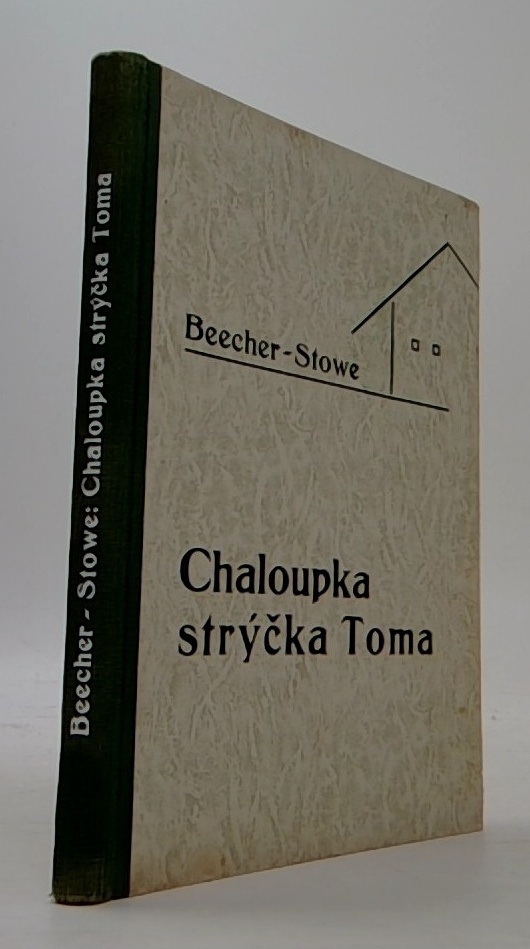 Beecher - Stowe: Chaloupka strýčka Toma
Beecher-Stowe
Chaloupka
strýčka Toma